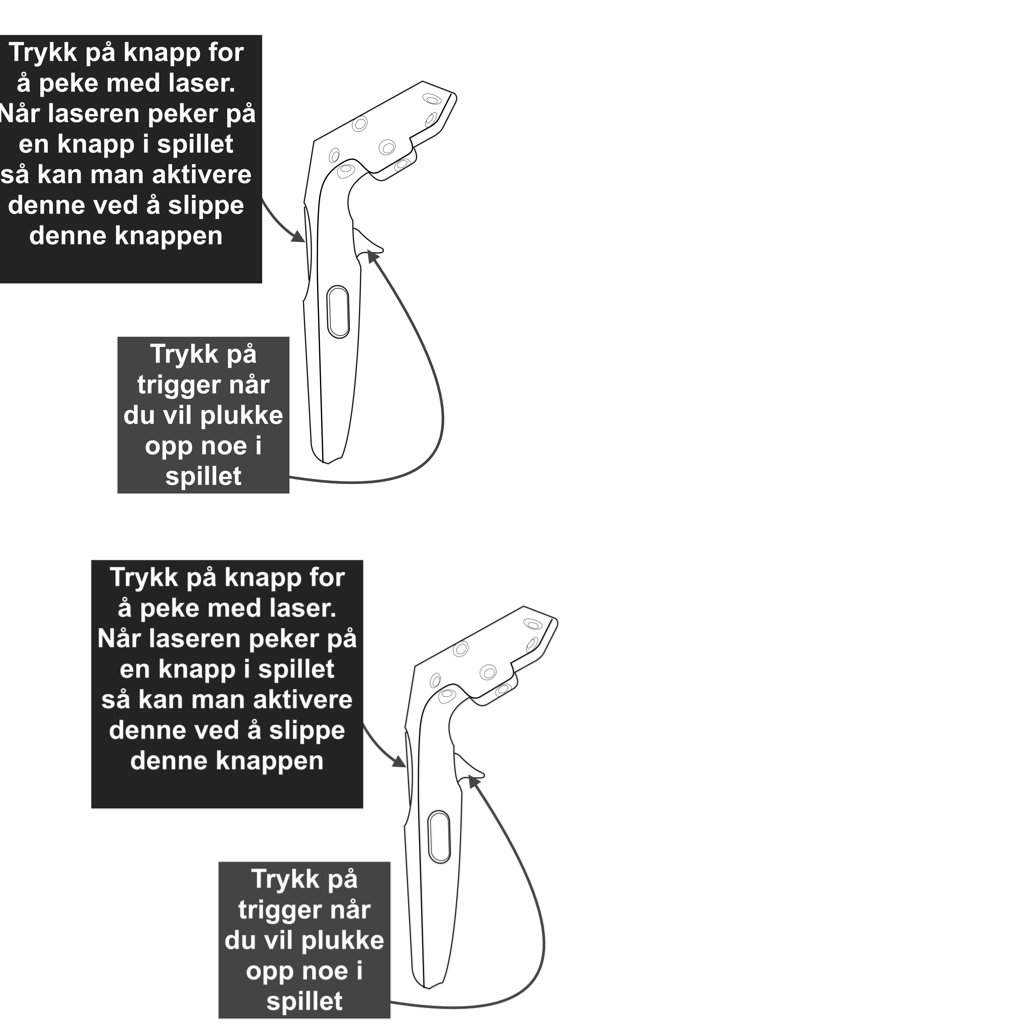 Trykk på knapp for
å peke med laser.
Når laseren peker på
en knapp i spillet
så kan man aktivere
denne ved å slippe
denne knappen
Trykk på
trigger når
du vil plukke
opp noe i
spillet
Trykk på knapp for
å peke med laser.
Når laseren peker på
en knapp i spillet
så kan man aktivere
denne ved å slippe
denne knappen
Trykk på
trigger når
du vil plukke
opp noe i
spillet